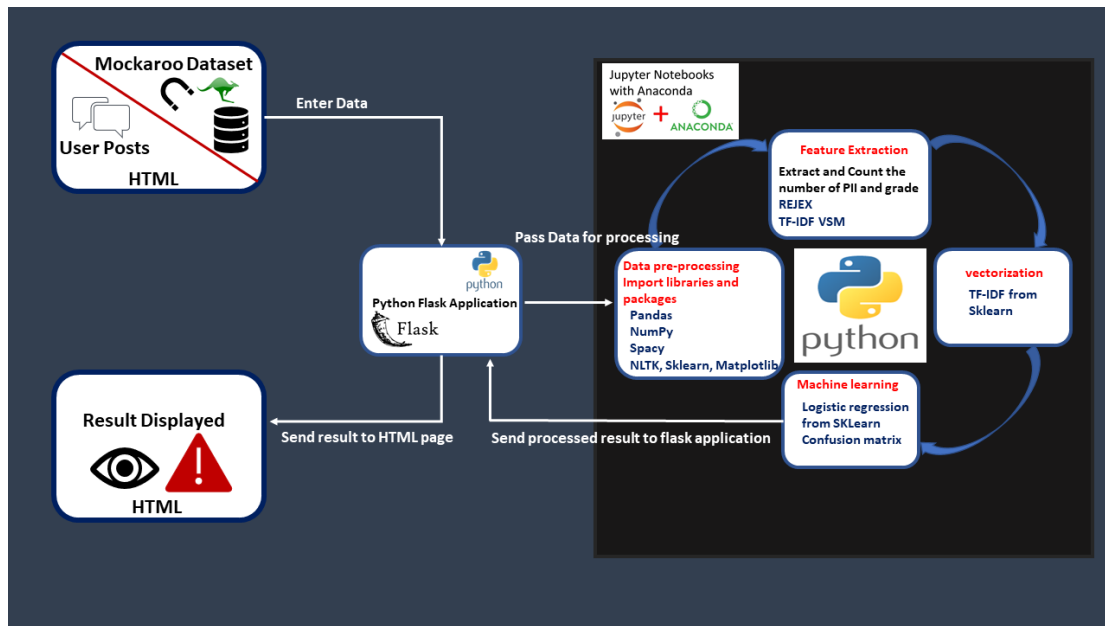 Mockaroo Dataset
User Posts
HTML
Enter Data
Jupyter Notebooks
with Anaconda
jupyter
ANACONDA
Feature Extraction
Extract and Count the
number of PII and grade
REJEX
TF-IDF VSM
Pass Data for processing
python
Python Flask Application
Flask
Data pre-processing
Import libraries and
packages
Pandas
NumPy
Spacy
NLTK, Sklearn, Matplotlib
python
vectorization
TF-IDF from
Sklearn
Machine learning
Logistic regression
from SKLearn
Confusion matrix
Result Displayed
HTML
Send result to HTML page
Send processed result to flask application